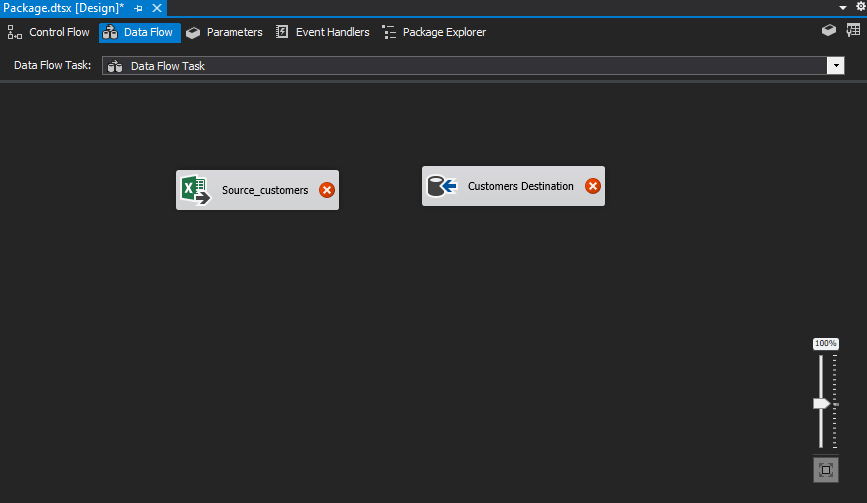 Package.dtsx [Design]*
Control Flow Data Flow Parameters Event Handlers Package Explorer
Data Flow Task: Data Flow Task
Source_customers Customers Destination
100%